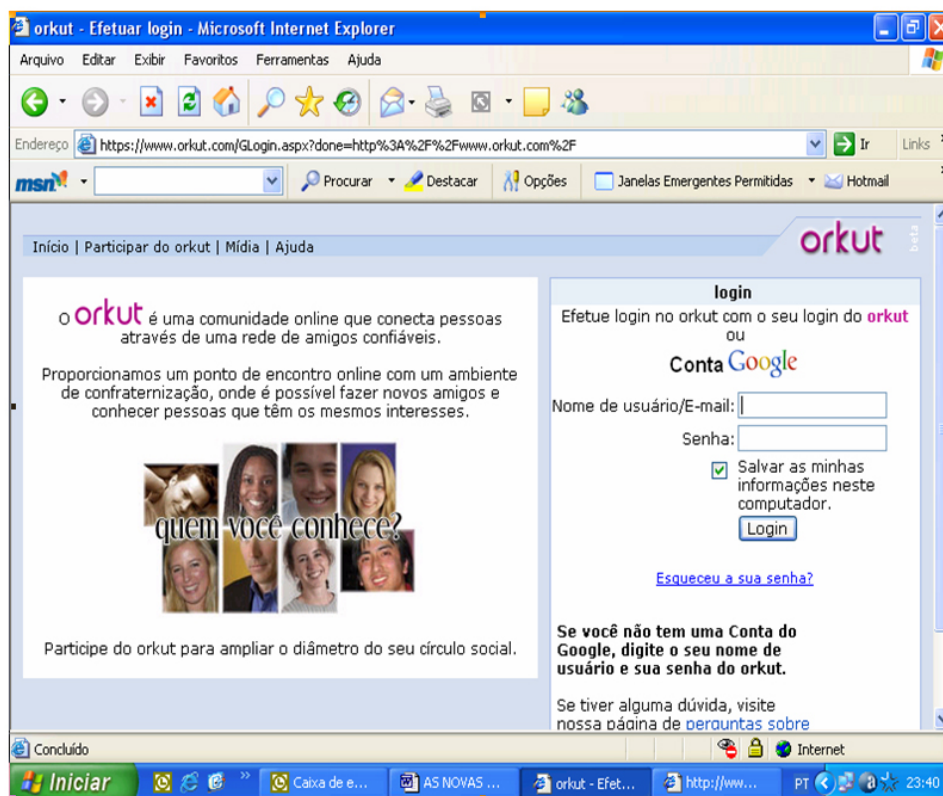 orkut - Efetuar login - Microsoft Internet Explorer
Arquivo Editar Exibir Favoritos Ferramentas Ajuda
Endereço https://www.orkut.com/GLogin.aspx?done=http%3A%2F%2Fwww.orkut.com%2F Ir Links
msn Procurar Destacar Opções Janelas Emergentes Permitidas Hotmail
Início | Participar do orkut | Mídia | Ajuda
orkut beta
O orkut é uma comunidade online que conecta pessoas
através de uma rede de amigos confiáveis.
Proporcionamos um ponto de encontro online com um ambiente
de confraternização, onde é possível fazer novos amigos e
conhecer pessoas que têm os mesmos interesses.
quem você conhece?
Participe do orkut para ampliar o diâmetro do seu círculo social.
login
Efetue login no orkut com o seu login do orkut
ou
Conta Google
Nome de usuário/E-mail:
Senha:
Salvar as minhas
informações neste
computador.
Login
Esqueceu a sua senha?
Se você não tem uma Conta do
Google, digite o seu nome de
usuário e sua senha do orkut.
Se tiver alguma dúvida, visite
nossa página de perguntas sobre
Concluído Internet
Iniciar » Caixa de e... AS NOVAS ... orkut - Efet... http://www... PT 23:40